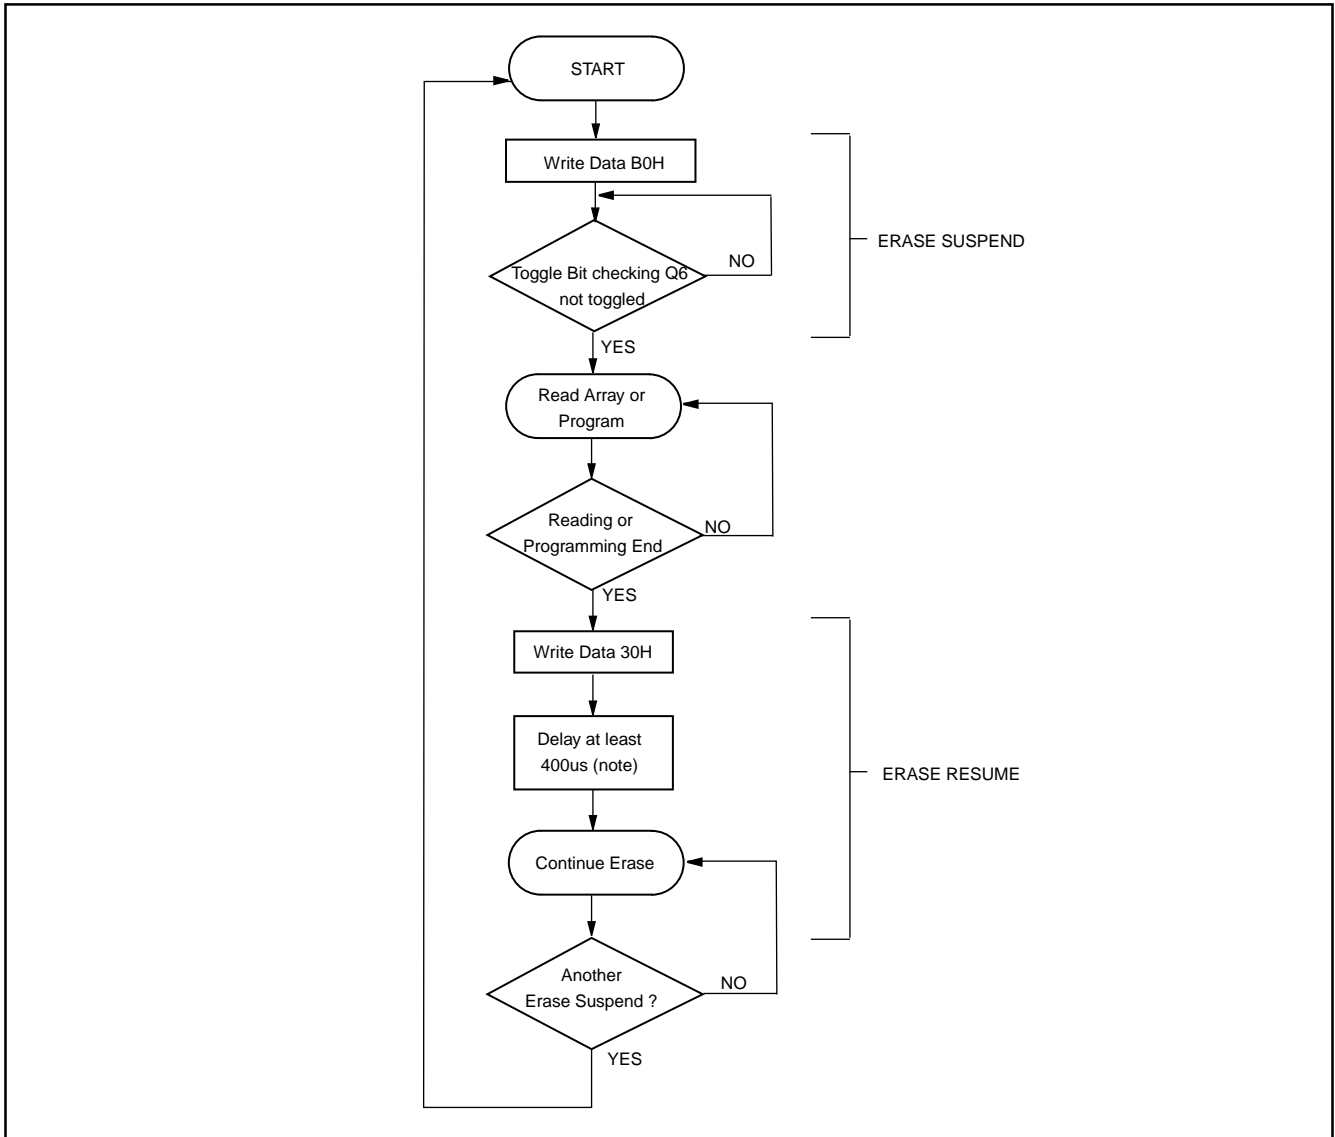 START
Write Data B0H
ERASE SUSPEND
NO
Toggle Bit checking Q6
not toggled
YES
Read Array or
Program
Reading or
NO
Programming End
YES
Write Data 30H
Delay at least
400us (note)
ERASE RESUME
Continue Erase
Another
NO
Erase Suspend ?
YES